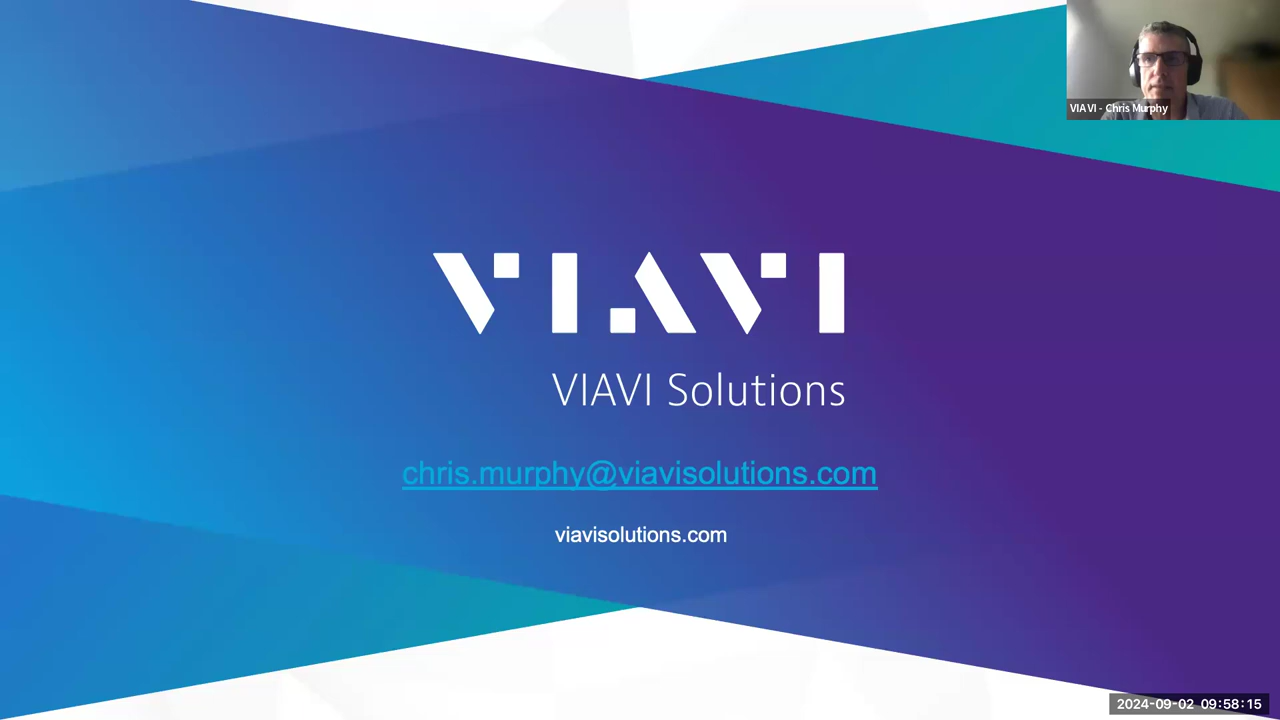 VIAVI - Chris Murphy
VIAVI
VIAVI Solutions
chris.murphy@viavisolutions.com
viavisolutions.com
2024-09-02 09:58:15